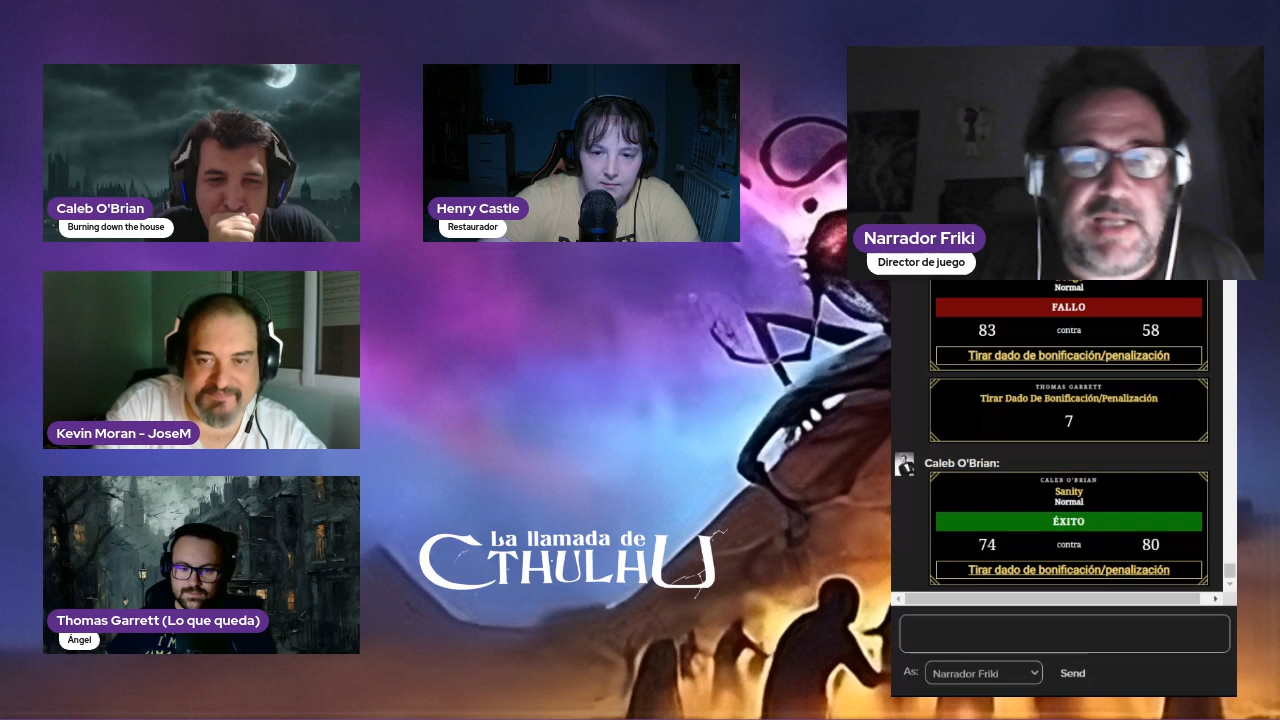 Caleb O'Brian
Burning down the house
Henry Castle
Restaurador
Narrador Friki
Director de juego
Kevin Moran - JoseM
Thomas Garrett (Lo que queda)
Ángel
La llamada de
CTHULHU
Normal
FALLO
83 contra 58
Tirar dado de bonificación/penalización
THOMAS GARRETT
Tirar Dado De Bonificación/Penalización
7
Caleb O'Brian:
CALEB O'BRIAN
Sanity
Normal
ÉXITO
74 contra 80
Tirar dado de bonificación/penalización
As: Narrador Friki Send